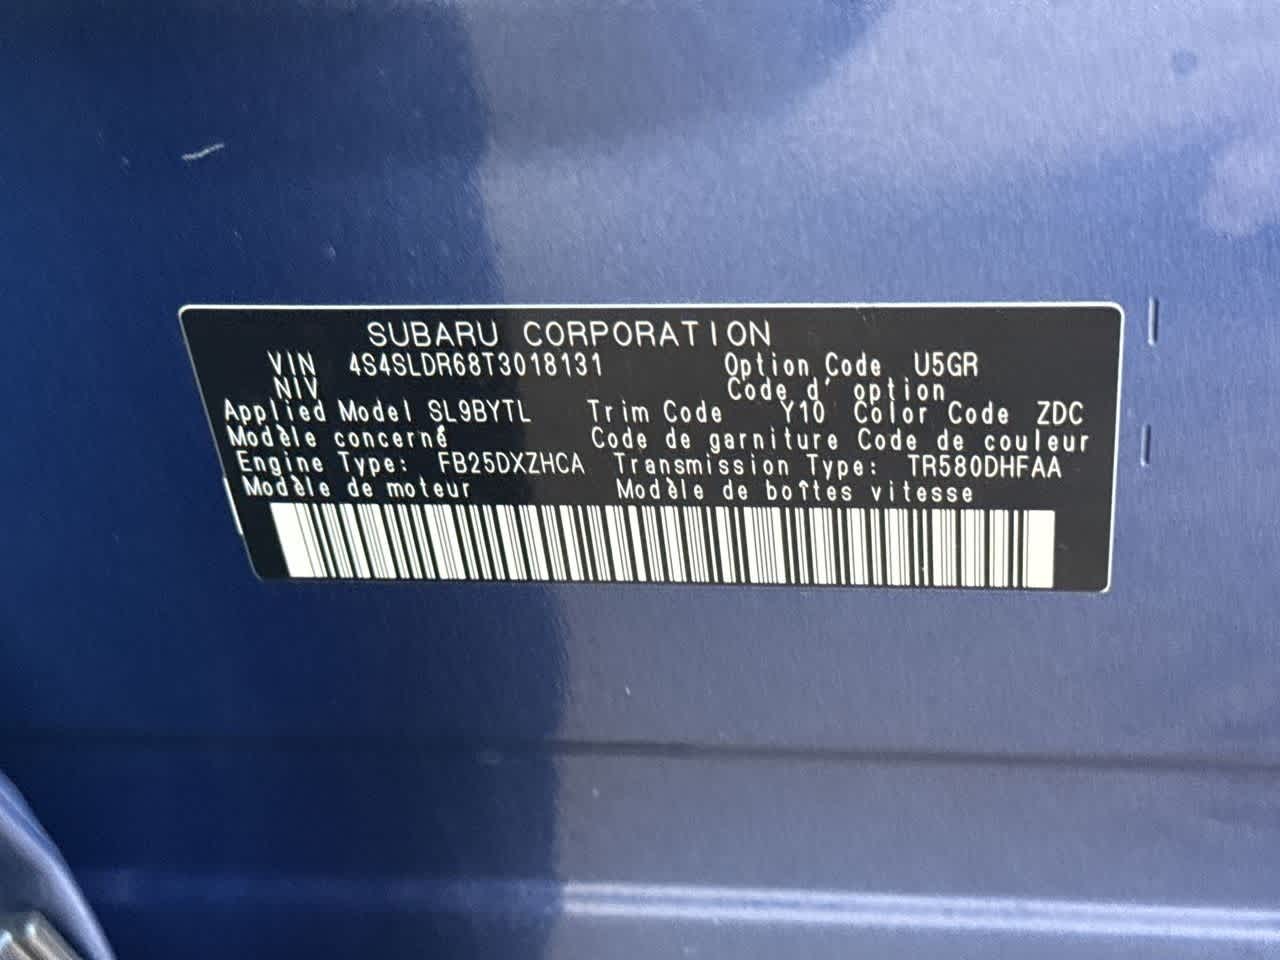 SUBARU CORPORATION
VIN 4S4SLDR68T3018131 Option Code U5GR
NIV Code d' option
Applied Model SL9BYTL Trim Code Y10 Color Code ZDC
Modèle concerné Code de garniture Code de couleur
Engine Type: FB25DXZHCA Transmission Type: TR580DHFAA
Modèle de moteur Modèle de boîtes vitesse